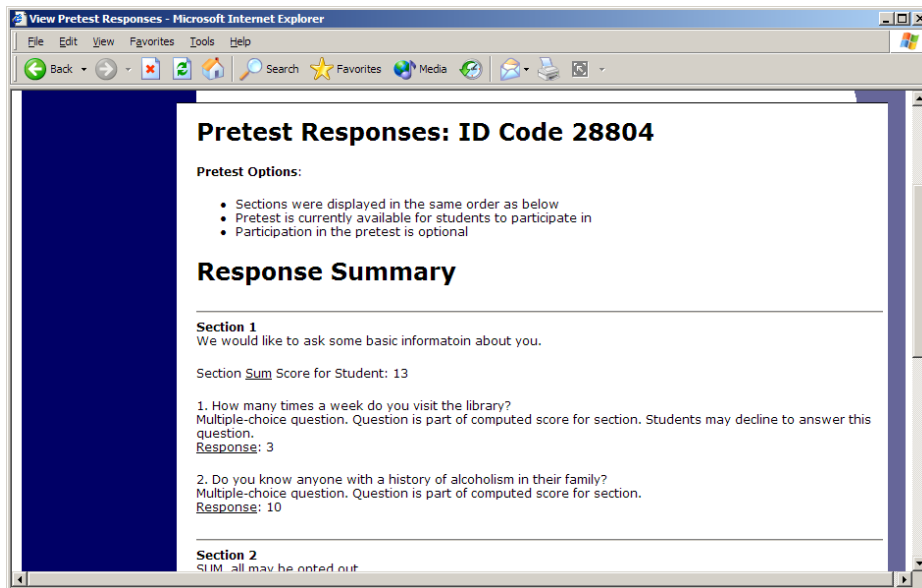 View Pretest Responses - Microsoft Internet Explorer
File Edit View Favorites Tools Help
Back Search Favorites Media
Pretest Responses: ID Code 28804
Pretest Options:
• Sections were displayed in the same order as below
• Pretest is currently available for students to participate in
• Participation in the pretest is optional
Response Summary
Section 1
We would like to ask some basic informatoin about you.
Section Sum Score for Student: 13
1. How many times a week do you visit the library?
Multiple-choice question. Question is part of computed score for section. Students may decline to answer this
question.
Response: 3
2. Do you know anyone with a history of alcoholism in their family?
Multiple-choice question. Question is part of computed score for section.
Response: 10
Section 2
SUM, all may be opted out